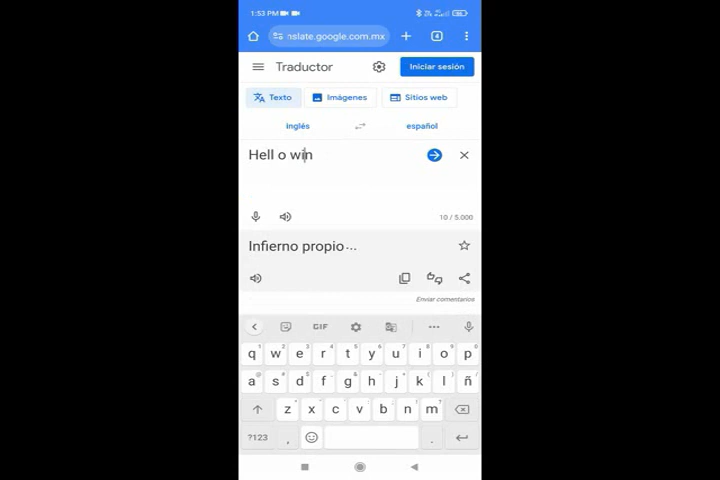 1:53 PM
nslate.google.com.mx
Traductor
Iniciar sesión
Texto
Imágenes
Sitios web
Inglés
español
Hell o win
10 / 5.000
Infierno propio...
Enviar comentarios
GIF
q w e r t y u i o p
a s d f g h j k l ñ
z x c v b n m
?123 , .